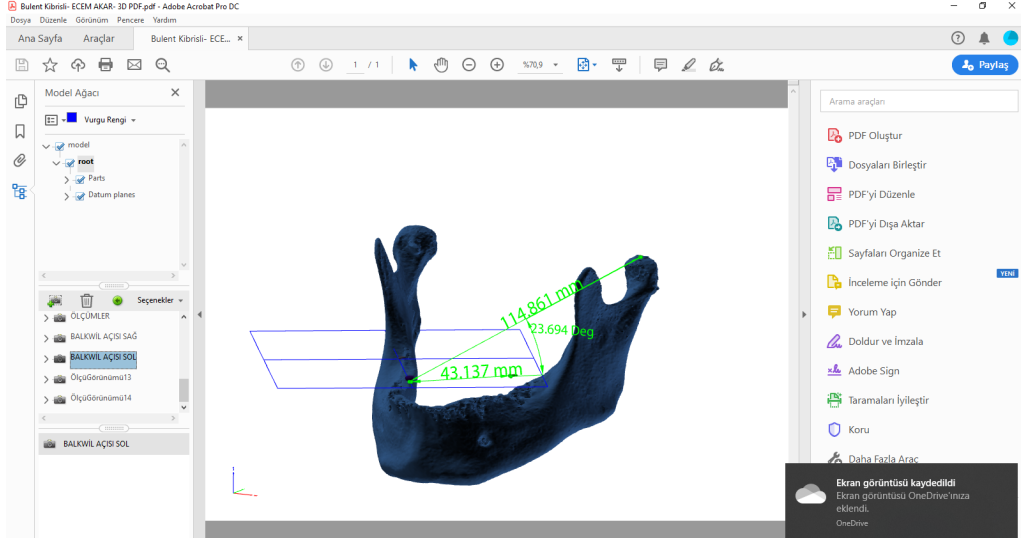 Bulent Kibrisli- ECEM AKAR- 3D PDF.pdf - Adobe Acrobat Pro DC
Dosya Düzenle Görünüm Pencere Yardım
Ana Sayfa Araçlar Bulent Kibrisli- ECE... ×
1 / 1 %70,9 Paylaş
Model Ağacı
Vurgu Rengi
model
root
Parts
Datum planes
Seçenekler
ÖLÇÜMLER
BALKWİL AÇISI SAĞ
BALKWİL AÇISI SOL
ÖlçüGörünümü13
ÖlçüGörünümü14
BALKWİL AÇISI SOL
114.861 mm
23.694 Deg
43.137 mm
Arama araçları
PDF Oluştur
Dosyaları Birleştir
PDF'yi Düzenle
PDF'yi Dışa Aktar
Sayfaları Organize Et
YENİ
İnceleme için Gönder
Yorum Yap
Doldur ve İmzala
Adobe Sign
Taramaları İyileştir
Koru
Daha Fazla Araç
Ekran görüntüsü kaydedildi
Ekran görüntüsü OneDrive'ınıza
eklendi.
OneDrive